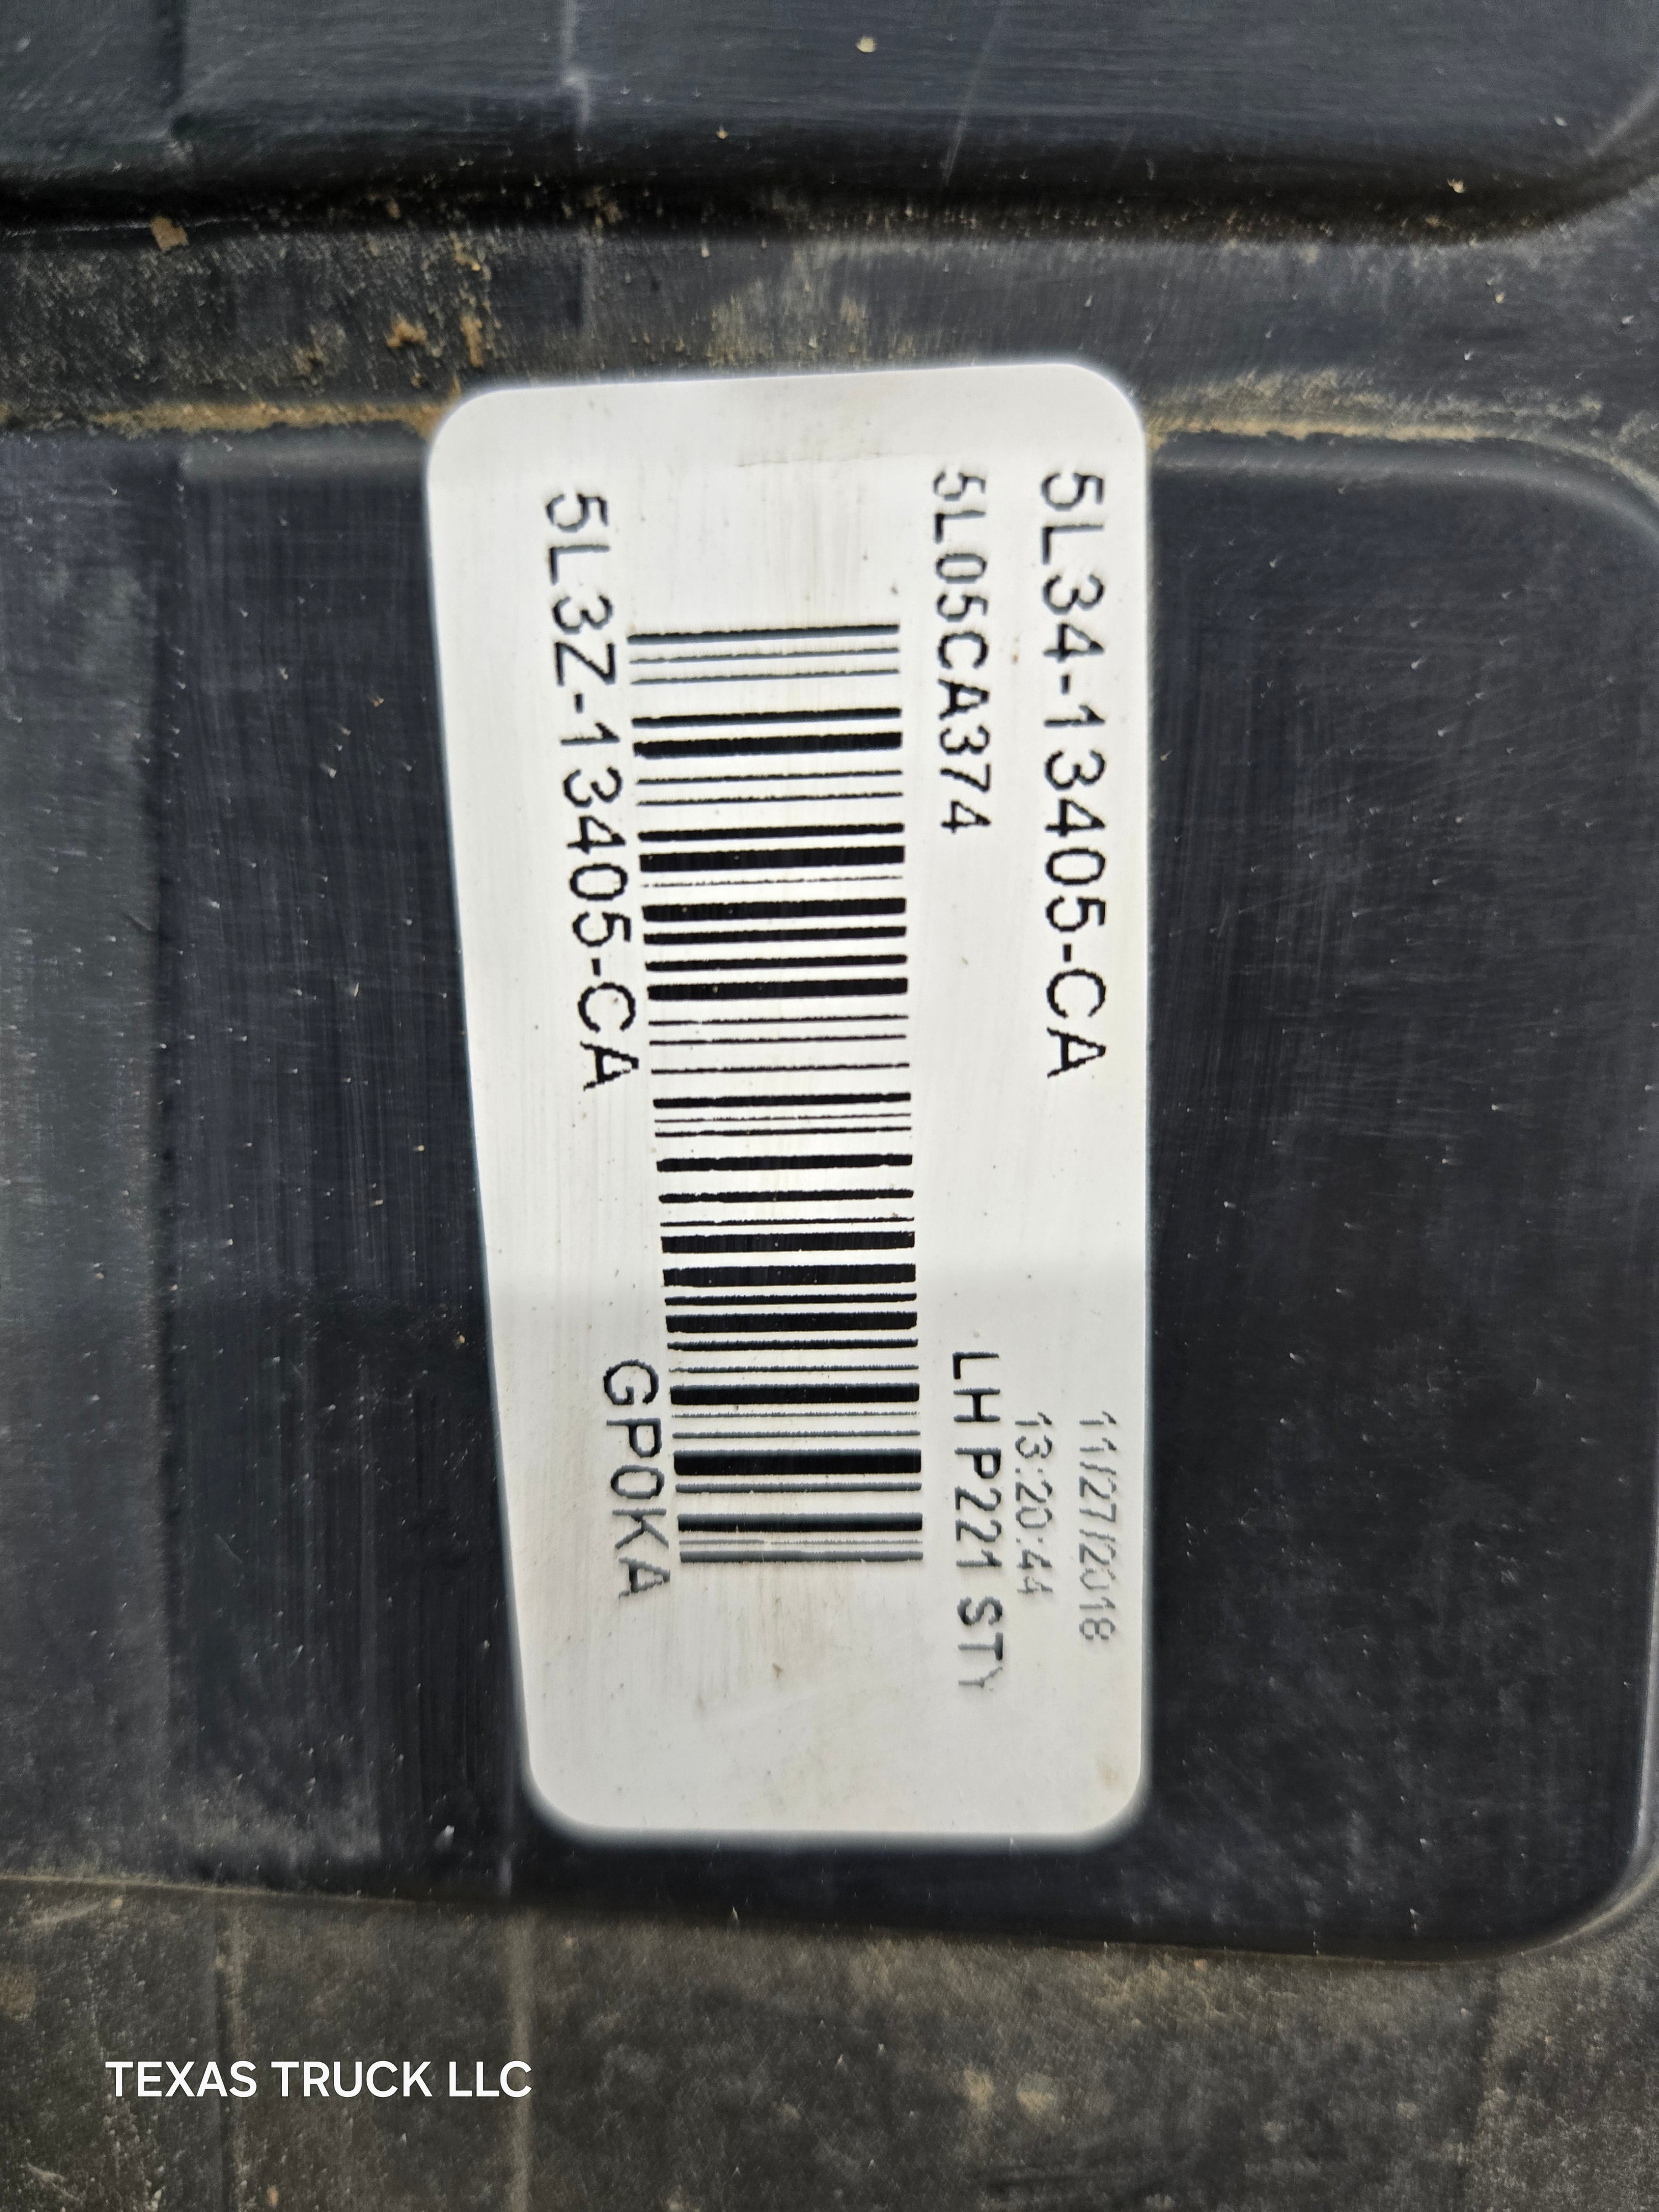 5L34-13405-CA
11/27/2018
13:20:44
5L05CA374
LH P221 STY
5L3Z-13405-CA
GP0KA
TEXAS TRUCK LLC